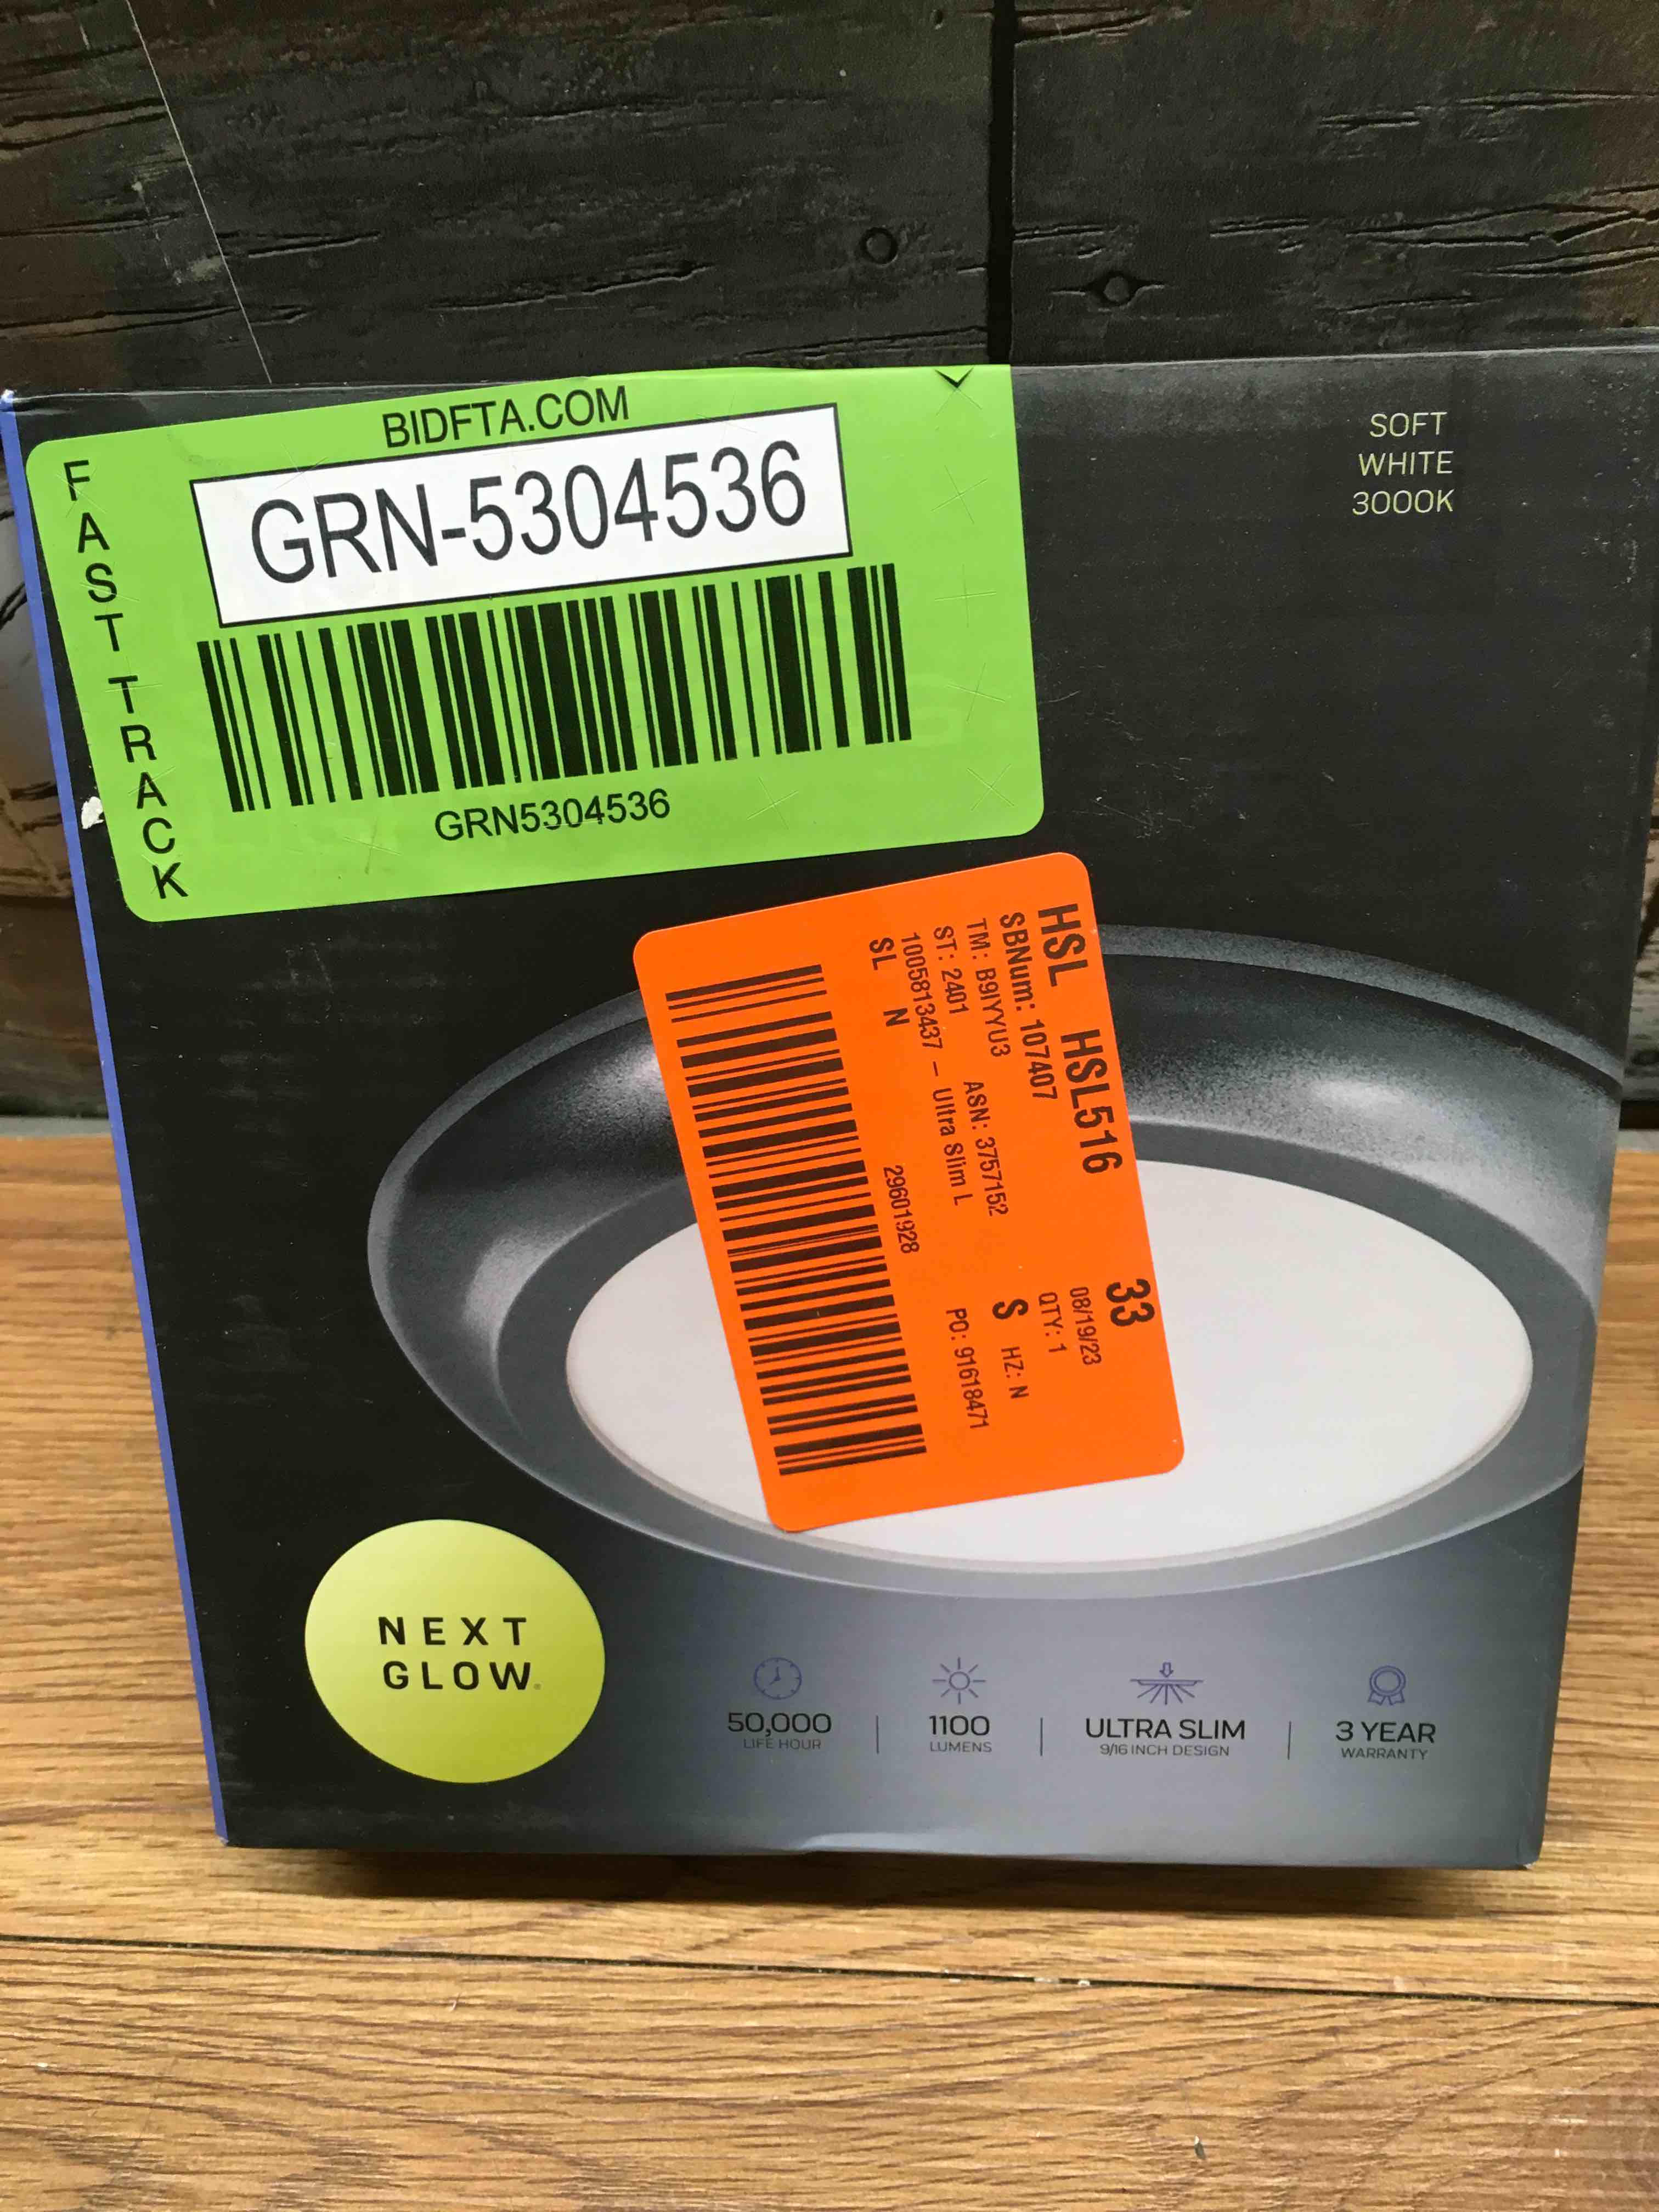 BIDFTA.COM
FAST TRACK
GRN-5304536
GRN5304536
SOFT
WHITE
3000K
HSL HSL516 33
SBNum: 107407 08/19/23
TM: B9IYYU3 ASN: 3757152 QTY: 1
ST: 2401 S HZ: N
1005813437 – Ultra Slim L PO: 91618471
SL N 29601928
NEXT
GLOW®
50,000
LIFE HOUR
1100
LUMENS
ULTRA SLIM
9/16 INCH DESIGN
3 YEAR
WARRANTY